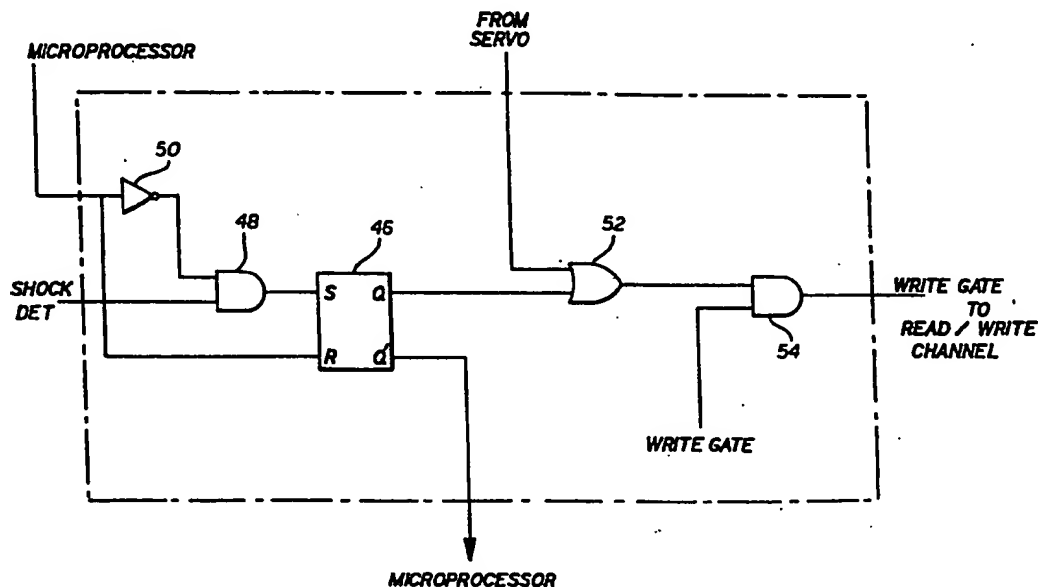 FROM
SERVO
MICROPROCESSOR
50
48
46
52
SHOCK
DET
S
Q
R
Q'
54
WRITE GATE
TO
READ / WRITE
CHANNEL
WRITE GATE
MICROPROCESSOR